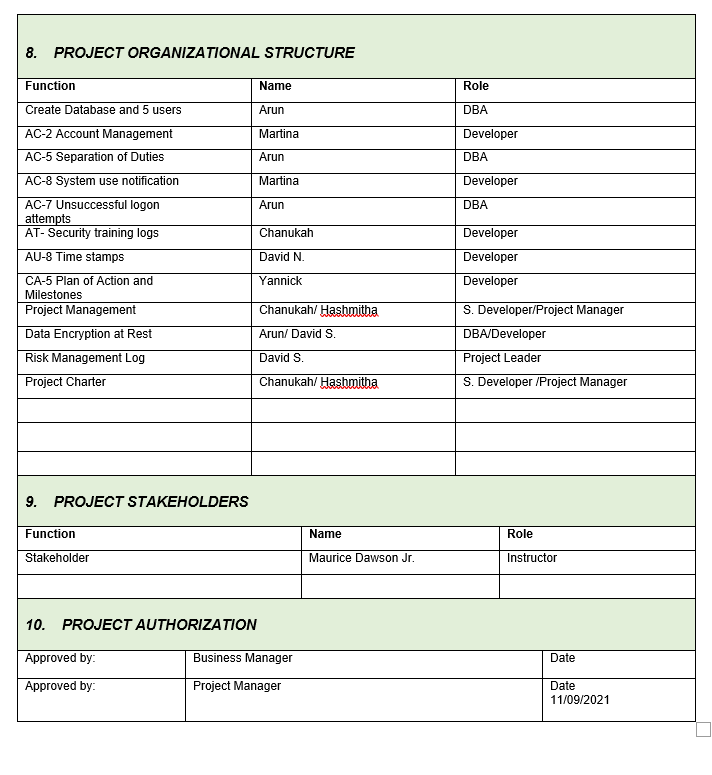 8. PROJECT ORGANIZATIONAL STRUCTURE
Function Name Role
Create Database and 5 users Arun DBA
AC-2 Account Management Martina Developer
AC-5 Separation of Duties Arun DBA
AC-8 System use notification Martina Developer
AC-7 Unsuccessful logon Arun DBA
attempts
AT- Security training logs Chanukah Developer
AU-8 Time stamps David N. Developer
CA-5 Plan of Action and Yannick Developer
Milestones
Project Management Chanukah/ Hashmitha S. Developer/Project Manager
Data Encryption at Rest Arun/ David S. DBA/Developer
Risk Management Log David S. Project Leader
Project Charter Chanukah/ Hashmitha S. Developer /Project Manager
9. PROJECT STAKEHOLDERS
Function Name Role
Stakeholder Maurice Dawson Jr. Instructor
10. PROJECT AUTHORIZATION
Approved by: Business Manager Date
Approved by: Project Manager Date
11/09/2021